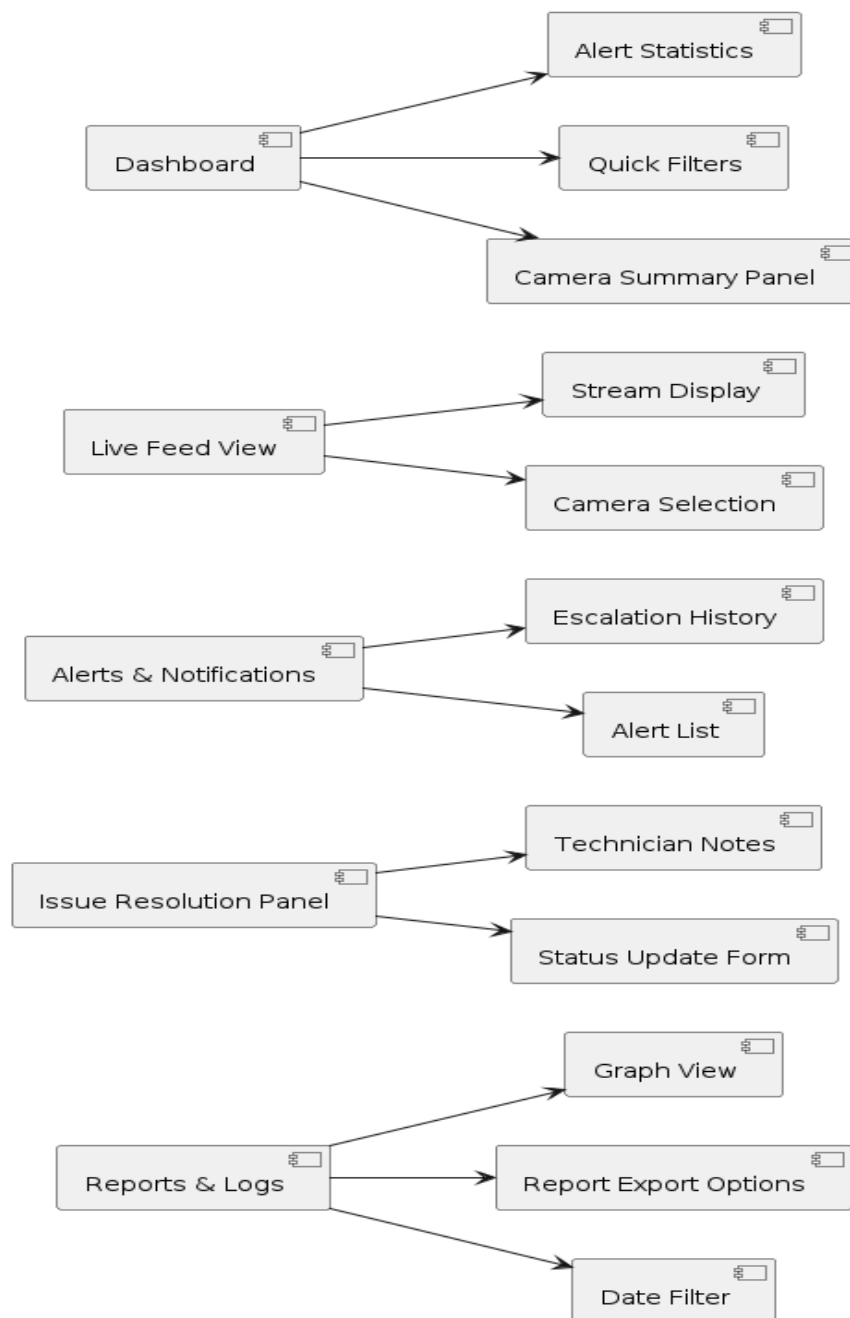 Alert Statistics
Dashboard
Quick Filters
Camera Summary Panel
Stream Display
Live Feed View
Camera Selection
Escalation History
Alerts & Notifications
Alert List
Technician Notes
Issue Resolution Panel
Status Update Form
Graph View
Reports & Logs
Report Export Options
Date Filter